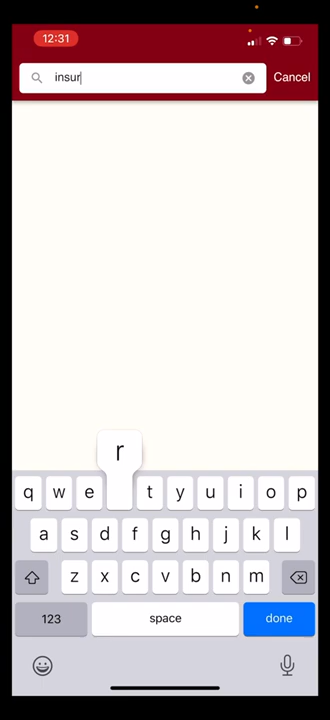 12:31
insur
Cancel
r
q w e t y u i o p
a s d f g h j k l
z x c v b n m
123 space done